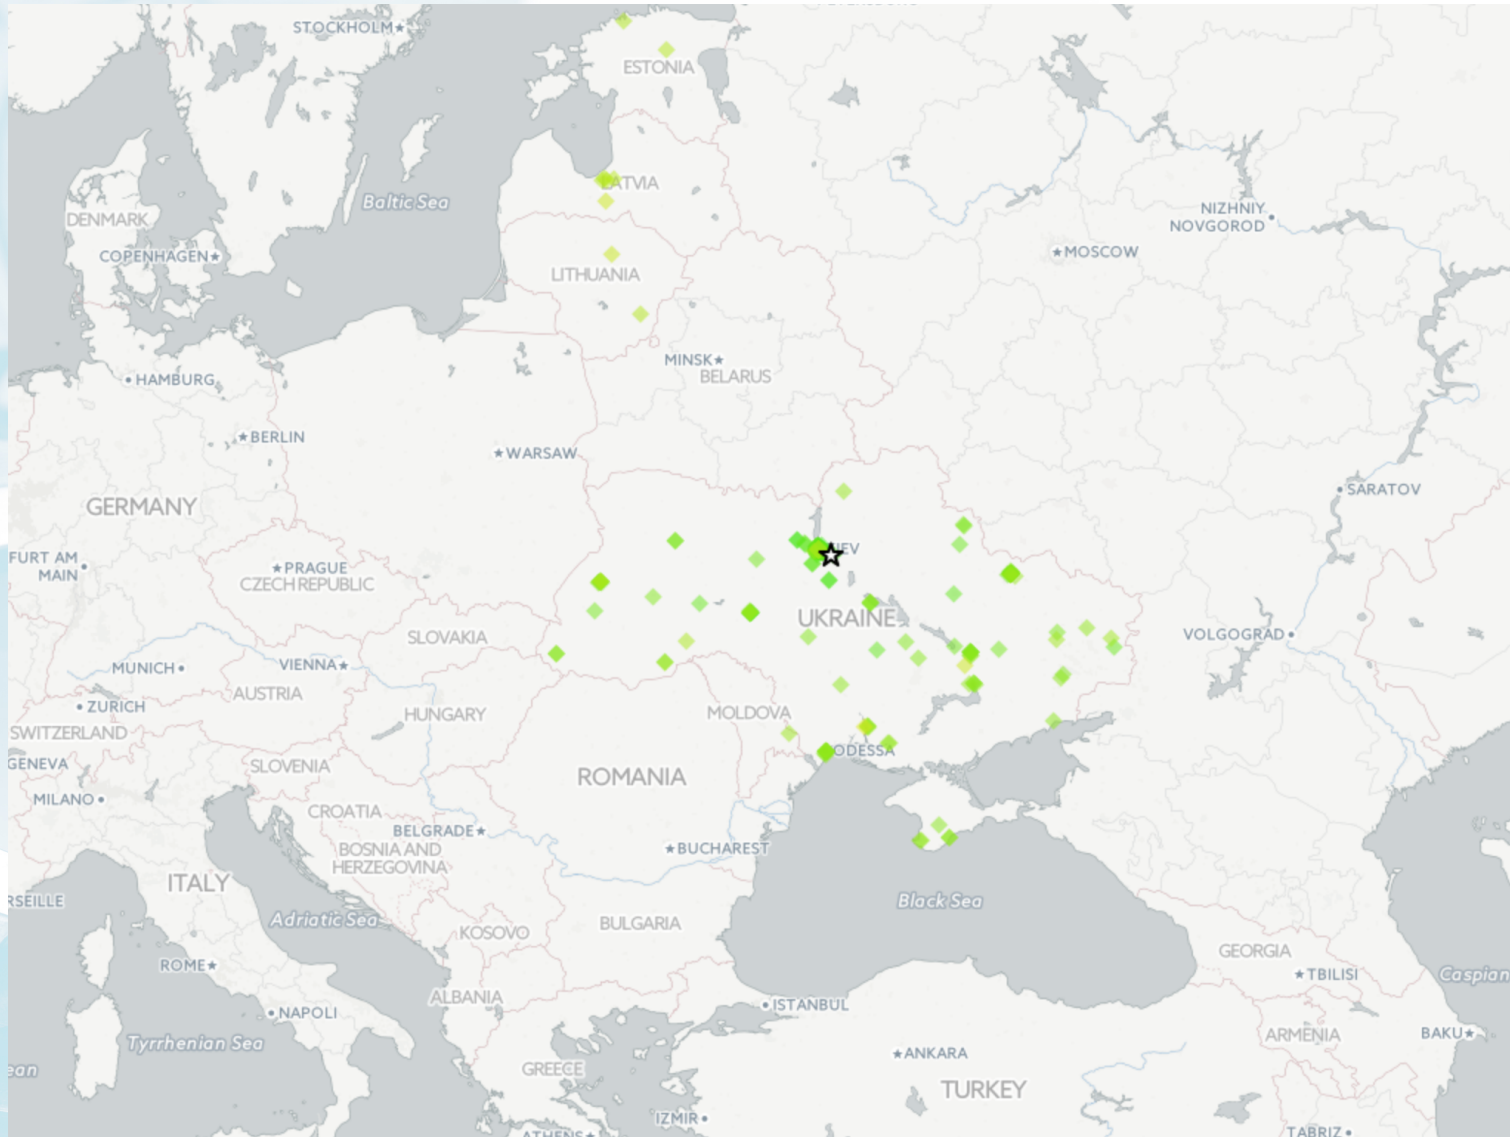 STOCKHOLM
ESTONIA
LATVIA
Baltic Sea
DENMARK
NIZHNIY
NOVGOROD
COPENHAGEN
MOSCOW
LITHUANIA
MINSK
BELARUS
HAMBURG
BERLIN
WARSAW
SARATOV
GERMANY
KIEV
FURT AM
MAIN
PRAGUE
CZECH REPUBLIC
UKRAINE
SLOVAKIA
VOLGOGRAD
MUNICH
VIENNA
AUSTRIA
ZURICH
HUNGARY
MOLDOVA
SWITZERLAND
ODESSA
GENEVA
SLOVENIA
ROMANIA
MILANO
CROATIA
BELGRADE
BOSNIA AND
HERZEGOVINA
BUCHAREST
ITALY
RSEILLE
Black Sea
Adriatic Sea
BULGARIA
KOSOVO
GEORGIA
ROME
TBILISI
Caspian
ALBANIA
ISTANBUL
NAPOLI
ARMENIA
BAKU
Tyrrhenian Sea
ANKARA
ean
GREECE
TURKEY
IZMIR
ATHENS
TABRIZ